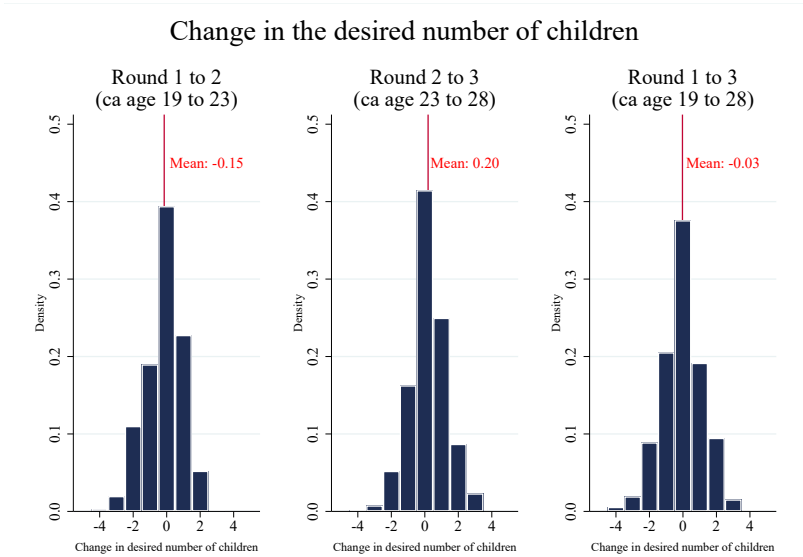 Change in the desired number of children
Round 1 to 2
(ca age 19 to 23)
Density
0.5
0.4
0.3
0.2
0.1
0.0
Mean: -0.15
-4 -2 0 2 4
Change in desired number of children
Round 2 to 3
(ca age 23 to 28)
Density
0.5
0.4
0.3
0.2
0.1
0.0
Mean: 0.20
-4 -2 0 2 4
Change in desired number of children
Round 1 to 3
(ca age 19 to 28)
Density
0.5
0.4
0.3
0.2
0.1
0.0
Mean: -0.03
-4 -2 0 2 4
Change in desired number of children